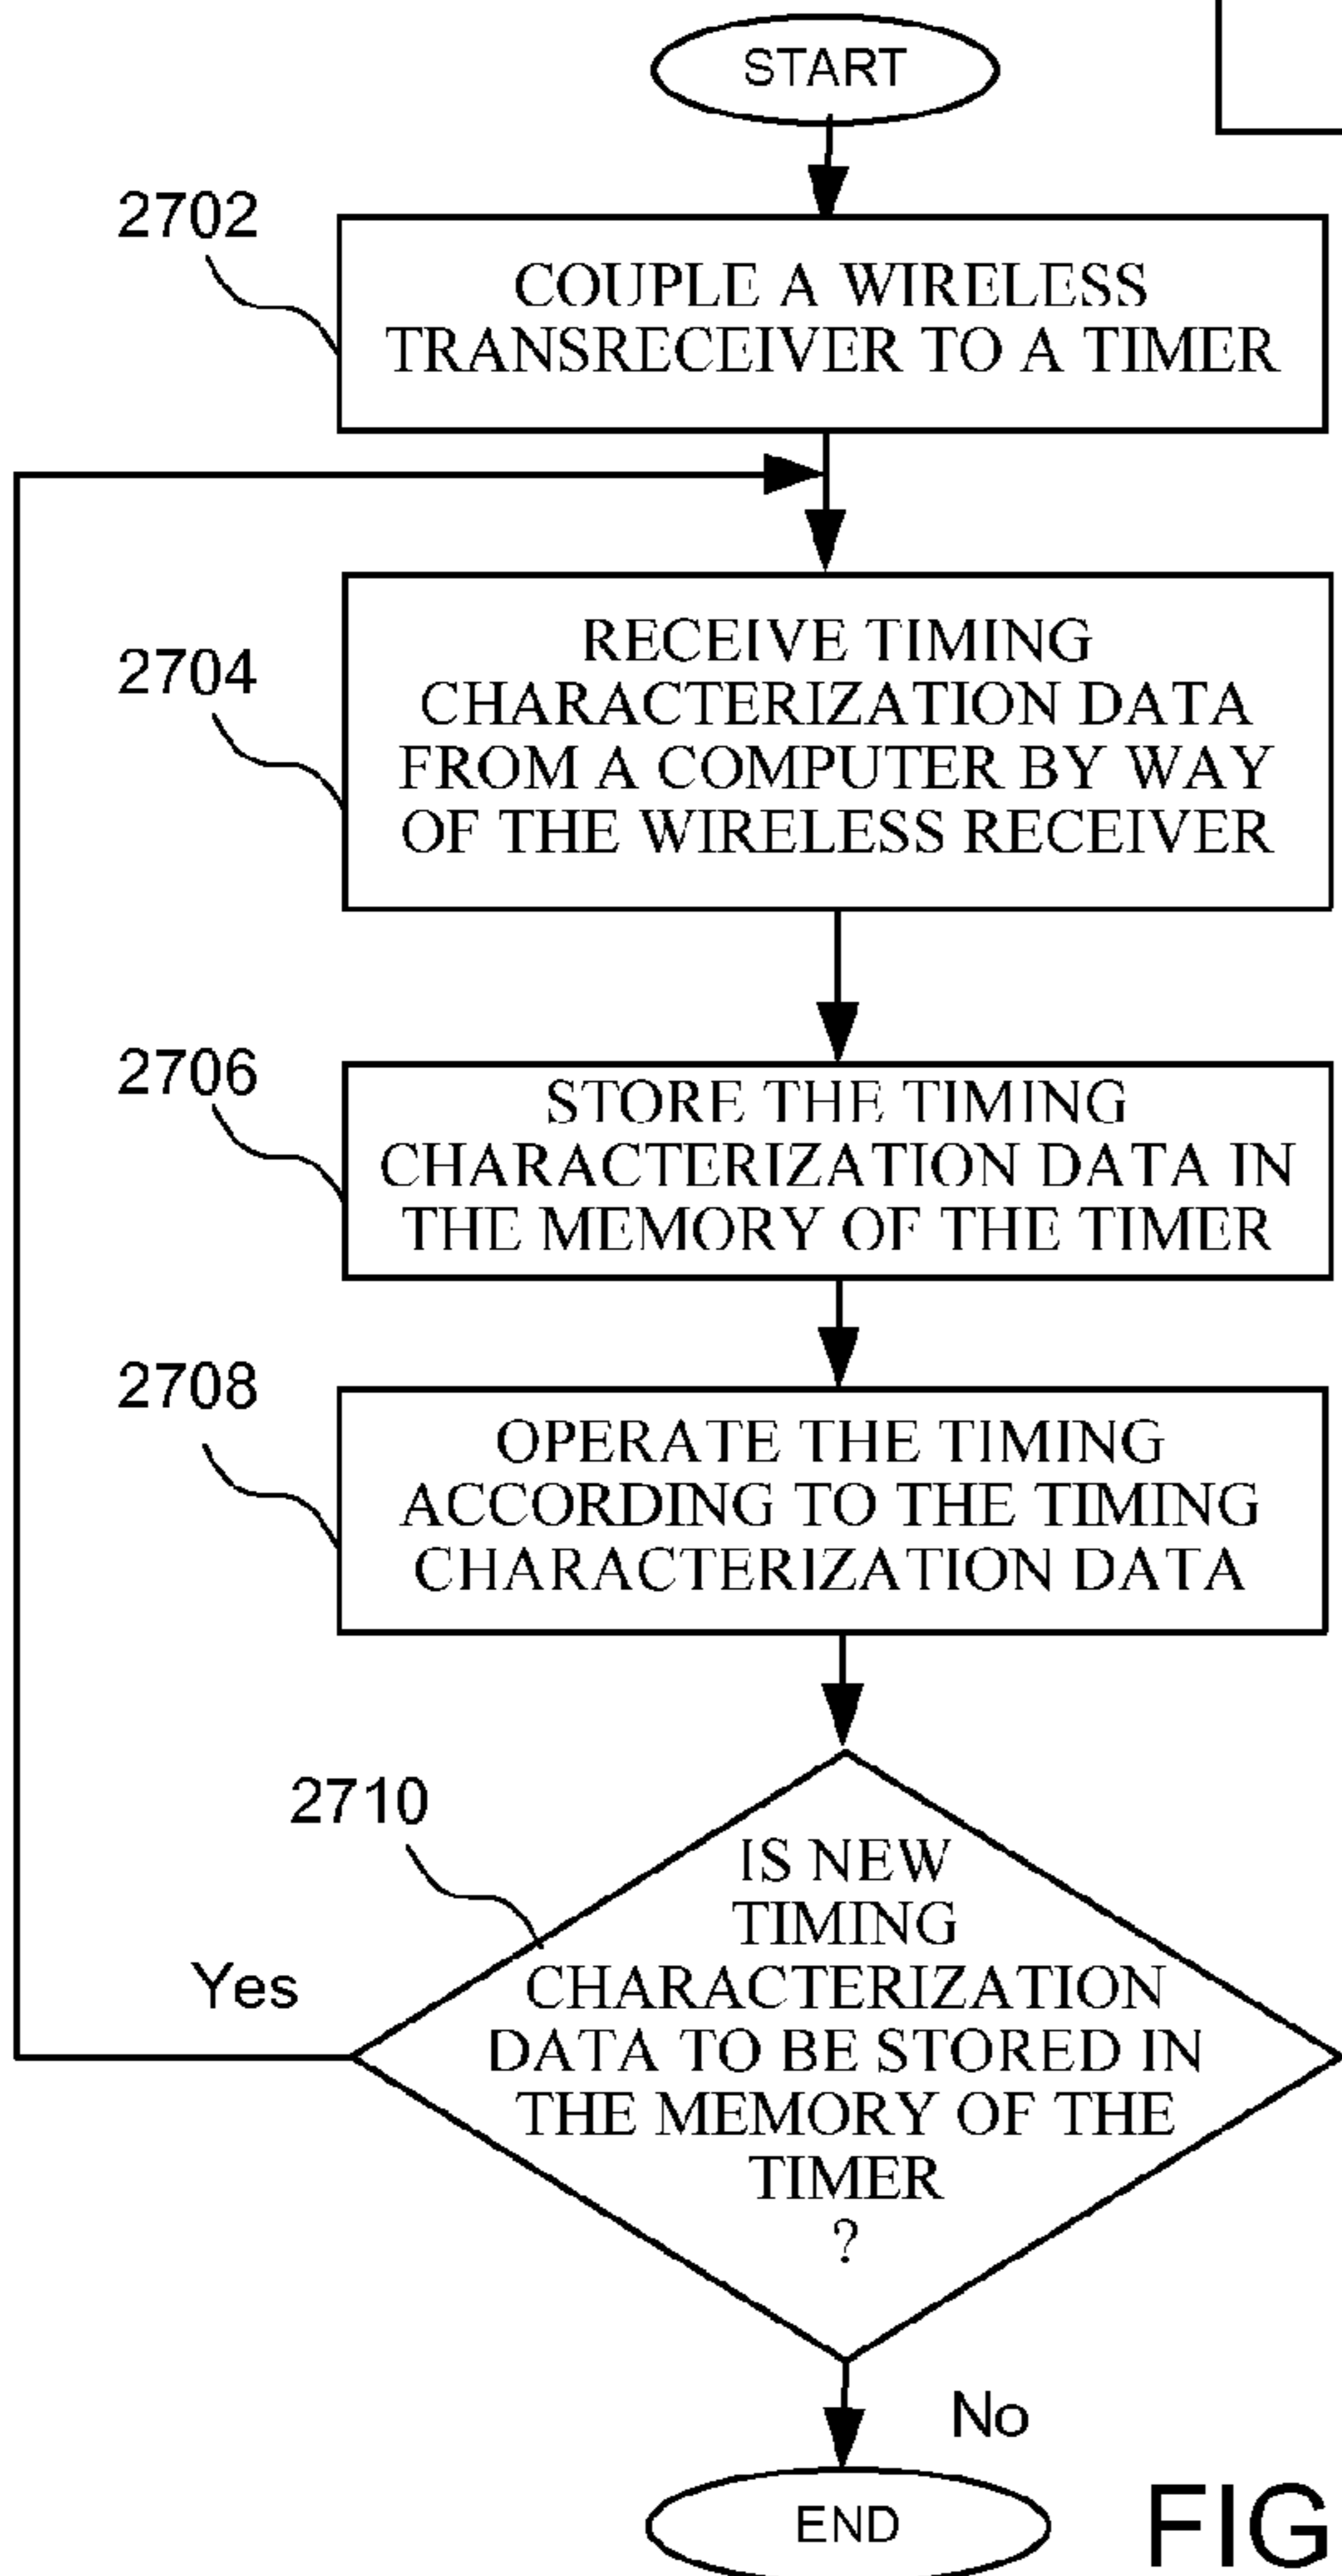 START
2702
COUPLE A WIRELESS
TRANSRECEIVER TO A TIMER
2704
RECEIVE TIMING
CHARACTERIZATION DATA
FROM A COMPUTER BY WAY
OF THE WIRELESS RECEIVER
2706
STORE THE TIMING
CHARACTERIZATION DATA IN
THE MEMORY OF THE TIMER
2708
OPERATE THE TIMING
ACCORDING TO THE TIMING
CHARACTERIZATION DATA
2710
IS NEW
TIMING
CHARACTERIZATION
DATA TO BE STORED IN
THE MEMORY OF THE
TIMER
?
Yes
No
END
FIG